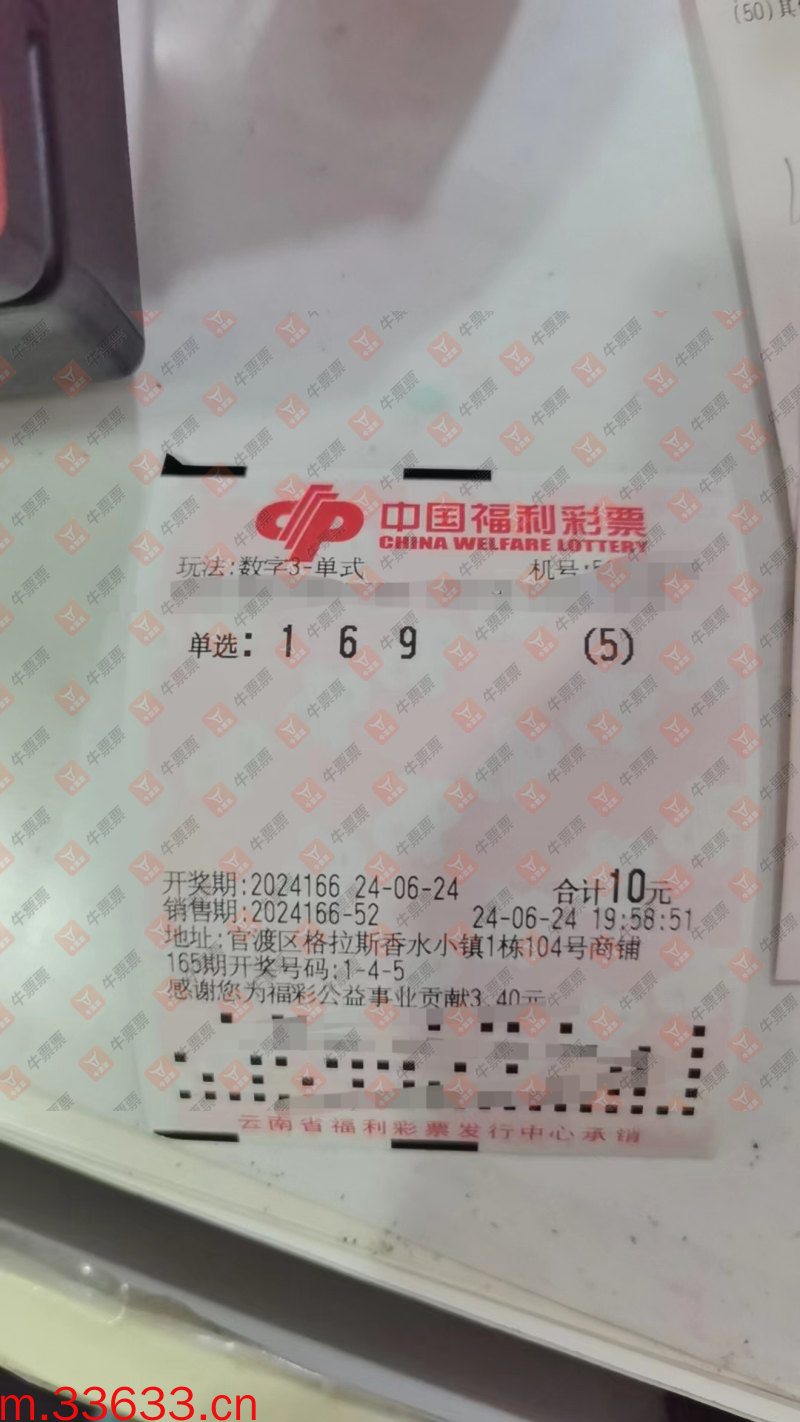 (50)其
中国福利彩票
CHINA WELFARE LOTTERY
玩法:数字3-单式 机号:5
单选: 1 6 9 (5)
开奖期:2024166 24-06-24 合计10元
销售期:2024166-52 24-06-24 19:58:51
地址:官渡区格拉斯香水小镇1栋104号商铺
165期开奖号码:1-4-5
感谢您为福彩公益事业贡献3.40元
云南省福利彩票发行中心承销
牛票票
m.33633.cn